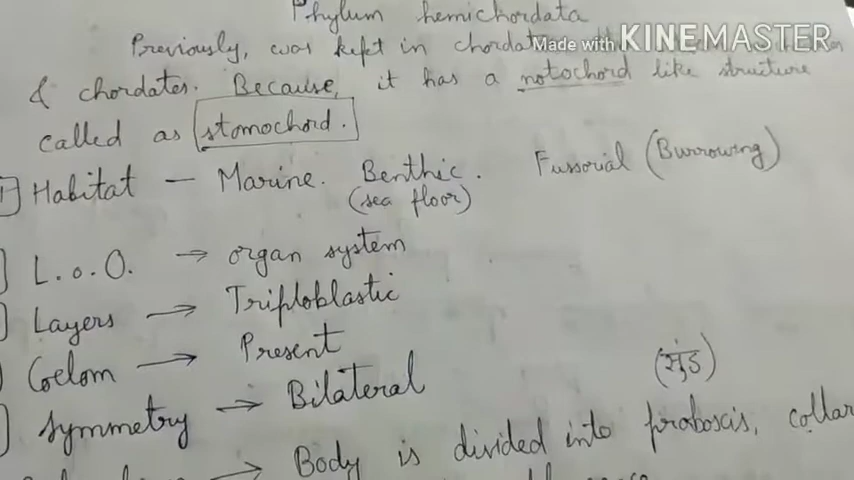 Phylum hemichordata
Previously, was kept in
Made with KINEMASTER
& chordates. Because, it has a notochord like structure
called as stomochord.
Habitat — Marine. Benthic. Fussorial (Burrowing)
(sea floor)
L.o.O. → organ system
Layers → Triploblastic
Coelom → Present
Symmetry → Bilateral
(सुंड)
→ Body is divided into proboscis, collar